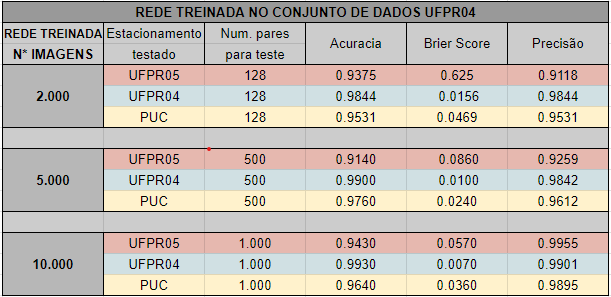 REDE TREINADA NO CONJUNTO DE DADOS UFPR04
REDE TREINADA N* IMAGENS Estacionamento testado Num. pares para teste Acuracia Brier Score Precisão
2.000
UFPR05 128 0.9375 0.625 0.9118
UFPR04 128 0.9844 0.0156 0.9844
PUC 128 0.9531 0.0469 0.9531
5.000
UFPR05 500 0.9140 0.0860 0.9259
UFPR04 500 0.9900 0.0100 0.9842
PUC 500 0.9760 0.0240 0.9612
10.000
UFPR05 1.000 0.9430 0.0570 0.9955
UFPR04 1.000 0.9930 0.0070 0.9901
PUC 1.000 0.9640 0.0360 0.9895